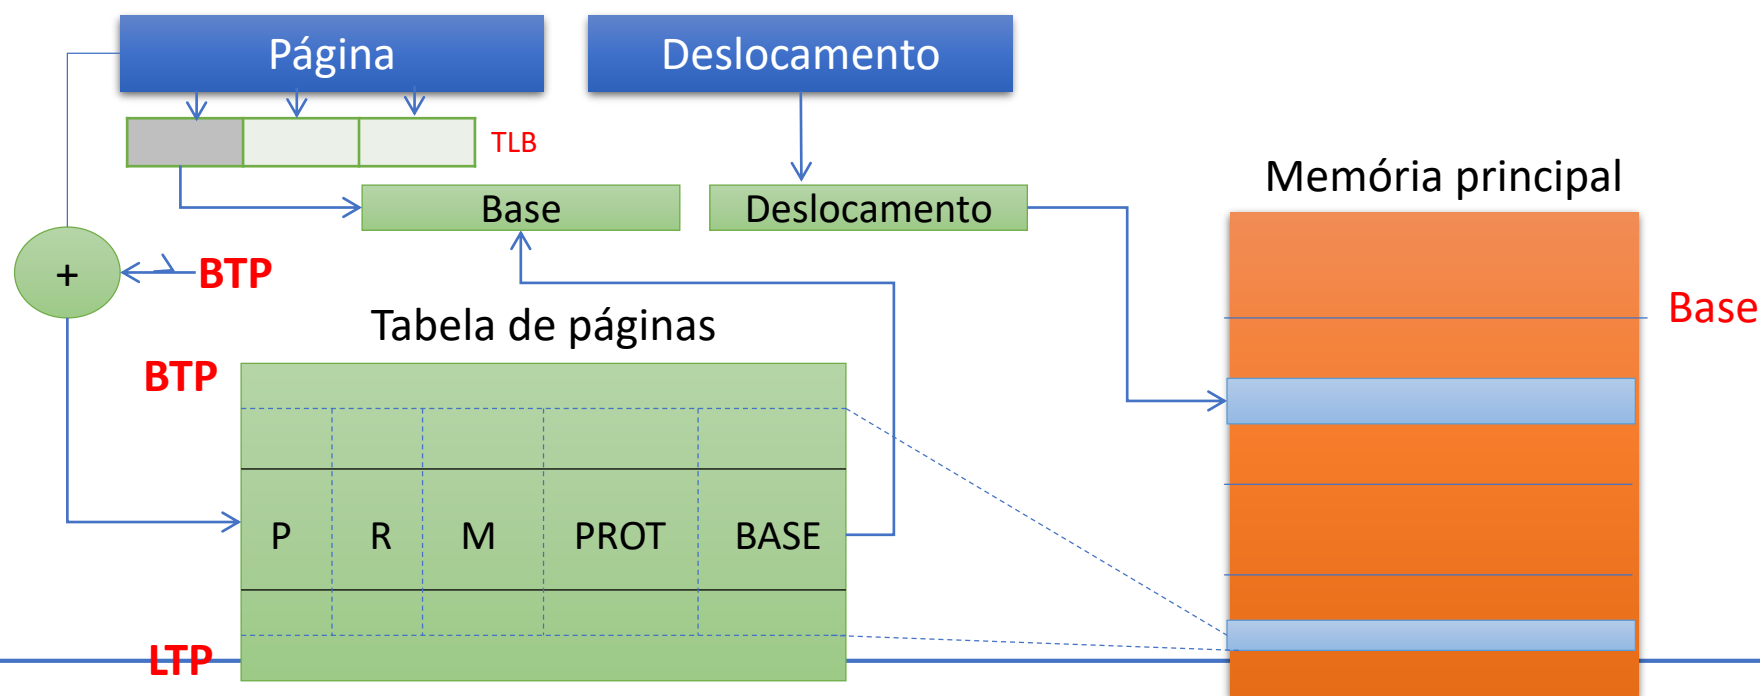 Página
Deslocamento
TLB
Memória principal
Base
Deslocamento
+
BTP
Base
Tabela de páginas
BTP
P R M PROT BASE
LTP